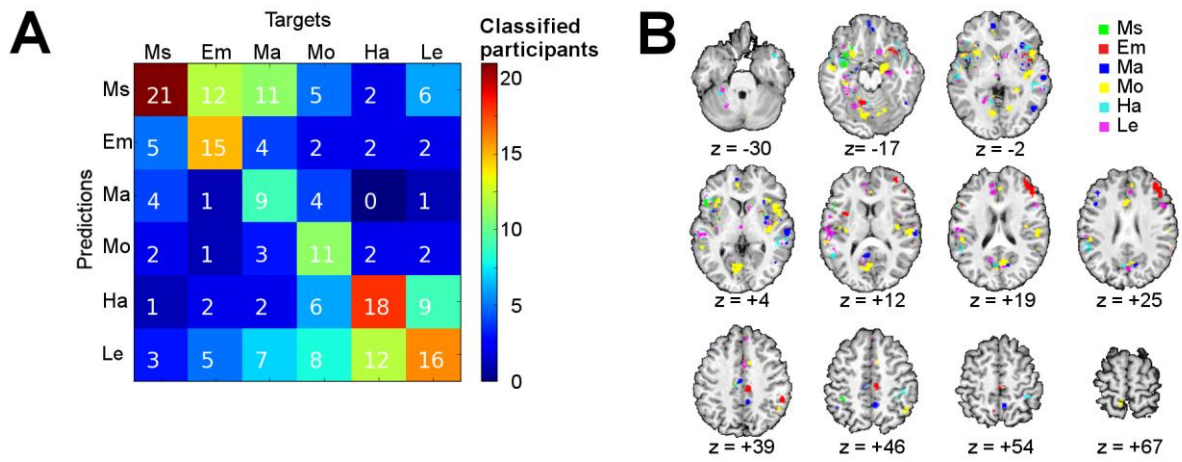 A
Targets
Ms Em Ma Mo Ha Le
Classified
participants
Predictions
Ms 21 12 11 5 2 6
Em 5 15 4 2 2 2
Ma 4 1 9 4 0 1
Mo 2 1 3 11 2 2
Ha 1 2 2 6 18 9
Le 3 5 7 8 12 16
20
15
10
5
0
B
Ms
Em
Ma
Mo
Ha
Le
z = -30 z= -17 z = -2
z = +4 z = +12 z = +19 z = +25
z = +39 z = +46 z = +54 z = +67